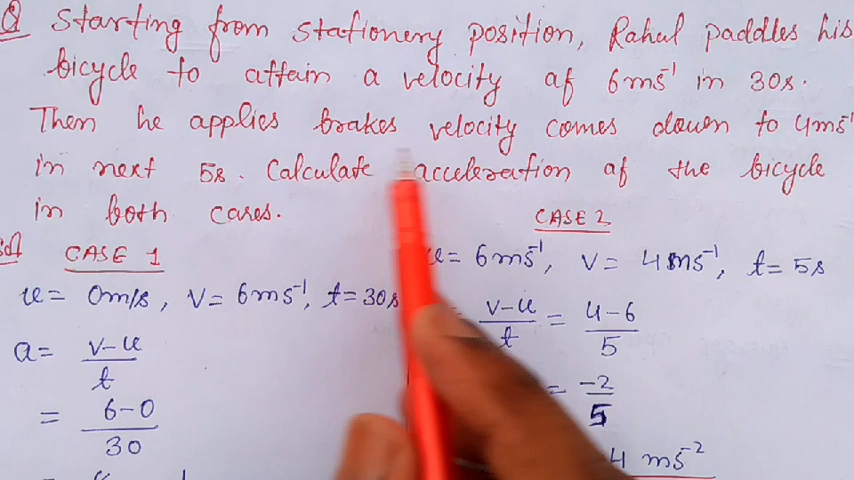 Q Starting from stationery position, Rahul paddles his
bicycle to attain a velocity of 6ms⁻¹ in 30s.
Then he applies brakes velocity comes down to 4ms⁻¹
in next 5s. Calculate acceleration of the bicycle
in both cases.
Sol
CASE 1
u = 0m/s, v = 6ms⁻¹, t = 30s
a = v-u/t
= 6-0/30
CASE 2
u = 6ms⁻¹, v = 4ms⁻¹, t = 5s
= v-u/t = 4-6/5
= -2/5
4 ms⁻²